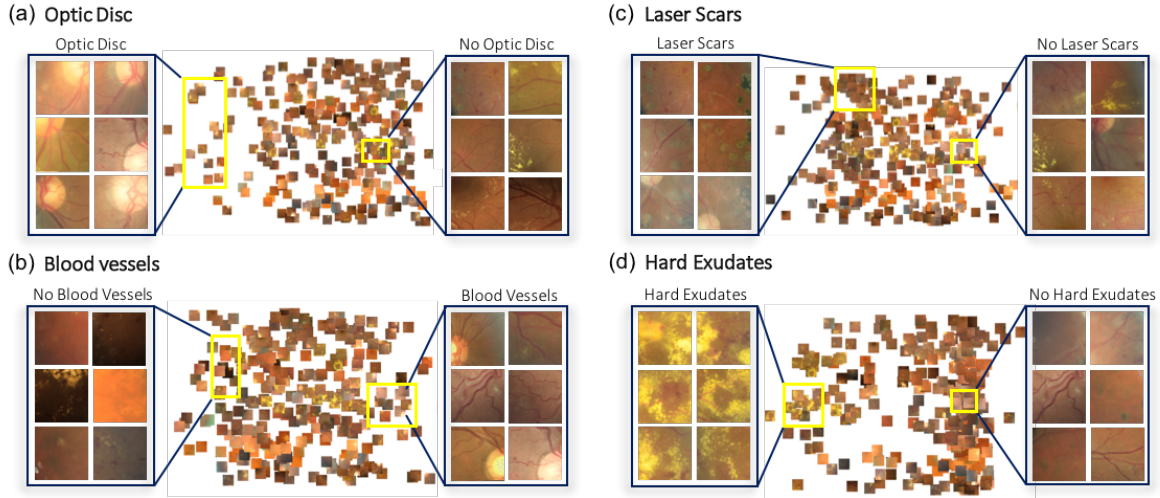 (a) Optic Disc
Optic Disc
No Optic Disc
(b) Blood vessels
No Blood Vessels
Blood Vessels
(c) Laser Scars
Laser Scars
No Laser Scars
(d) Hard Exudates
Hard Exudates
No Hard Exudates